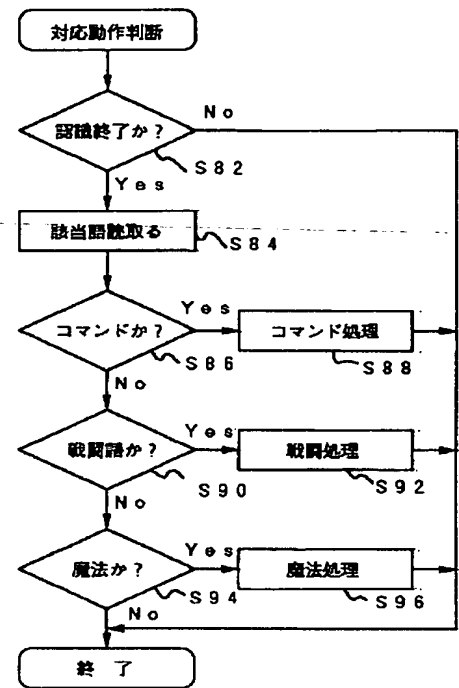 対応動作判断
No
認識終了か？
S82
Yes
該当語読取る
S84
Yes
コマンドか？
コマンド処理
S86
S88
No
Yes
戦闘語か？
戦闘処理
S90
S92
No
Yes
魔法か？
魔法処理
S94
S96
No
終 了